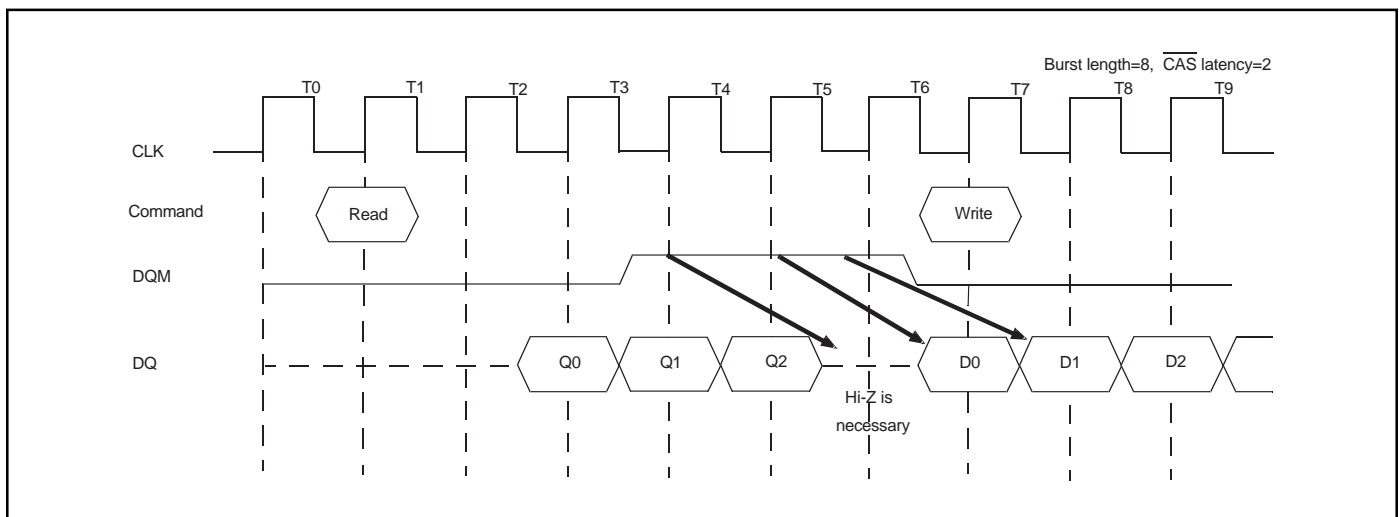 Burst length=8, CAS latency=2
T0 T1 T2 T3 T4 T5 T6 T7 T8 T9
CLK
Command Read Write
DQM
DQ Q0 Q1 Q2 D0 D1 D2
Hi-Z is
necessary